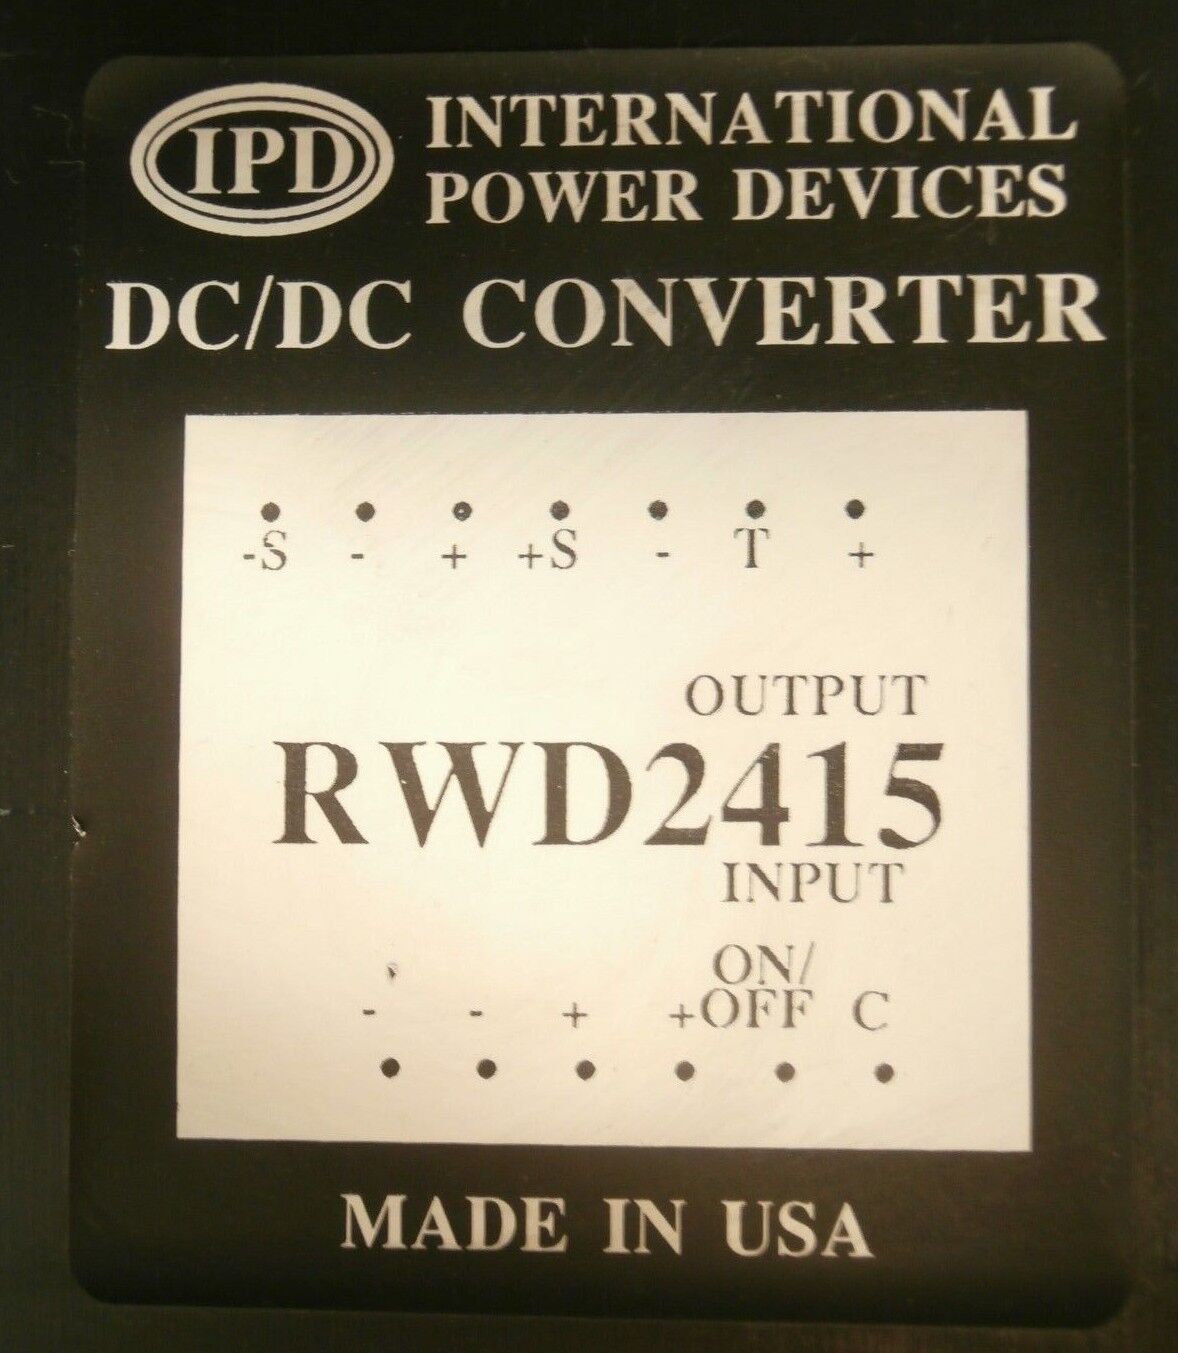 IPD
INTERNATIONAL
POWER DEVICES
DC/DC CONVERTER
-S - + +S - T +
OUTPUT
RWD2415
INPUT
ON/
- - + +OFF C
MADE IN USA